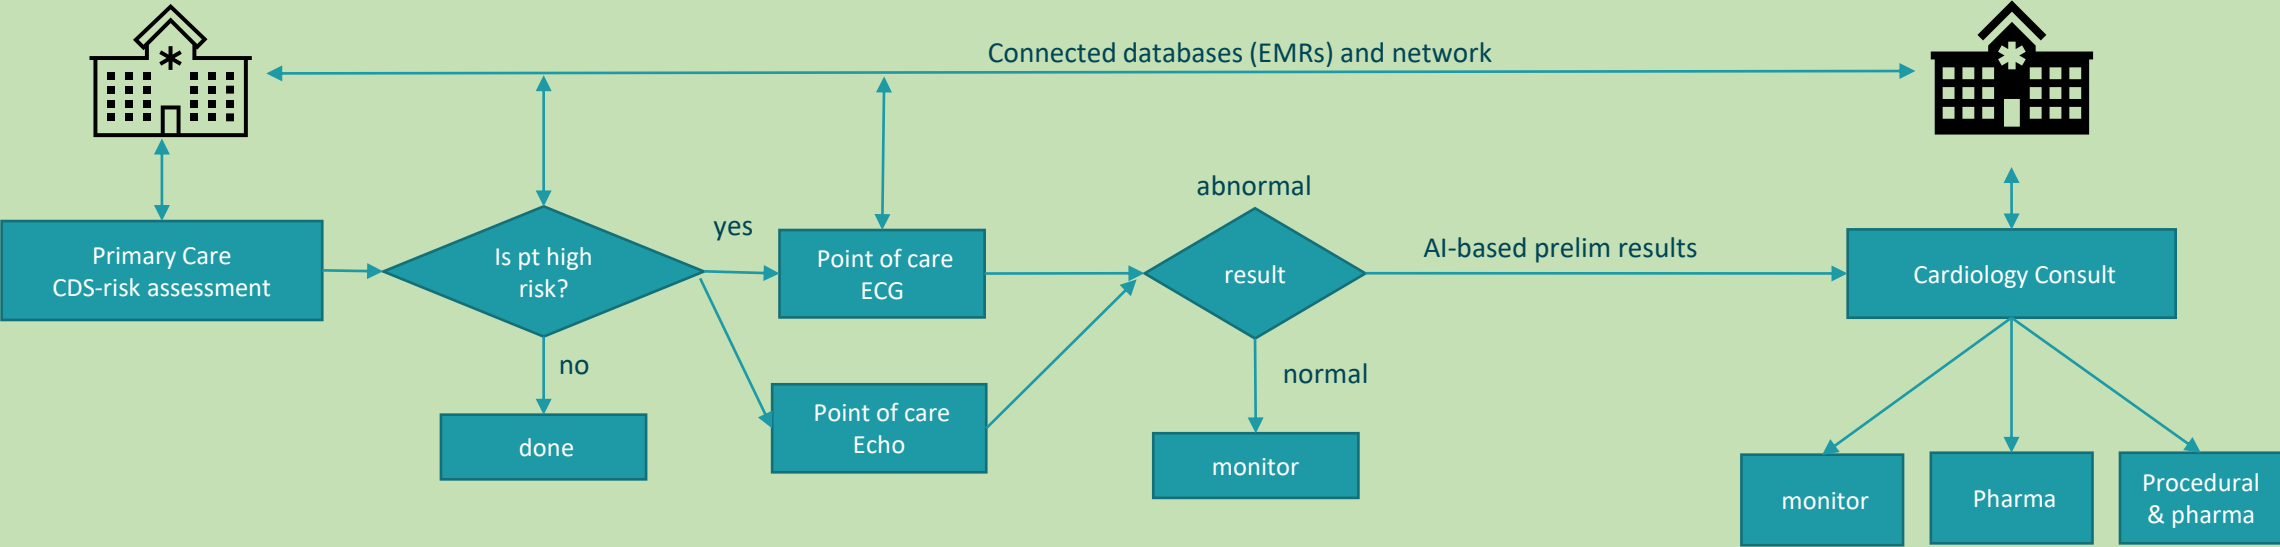 Connected databases (EMRs) and network
Primary Care
CDS-risk assessment
Is pt high
risk?
yes
no
done
Point of care
ECG
Point of care
Echo
abnormal
result
normal
monitor
AI-based prelim results
Cardiology Consult
monitor
Pharma
Procedural
& pharma